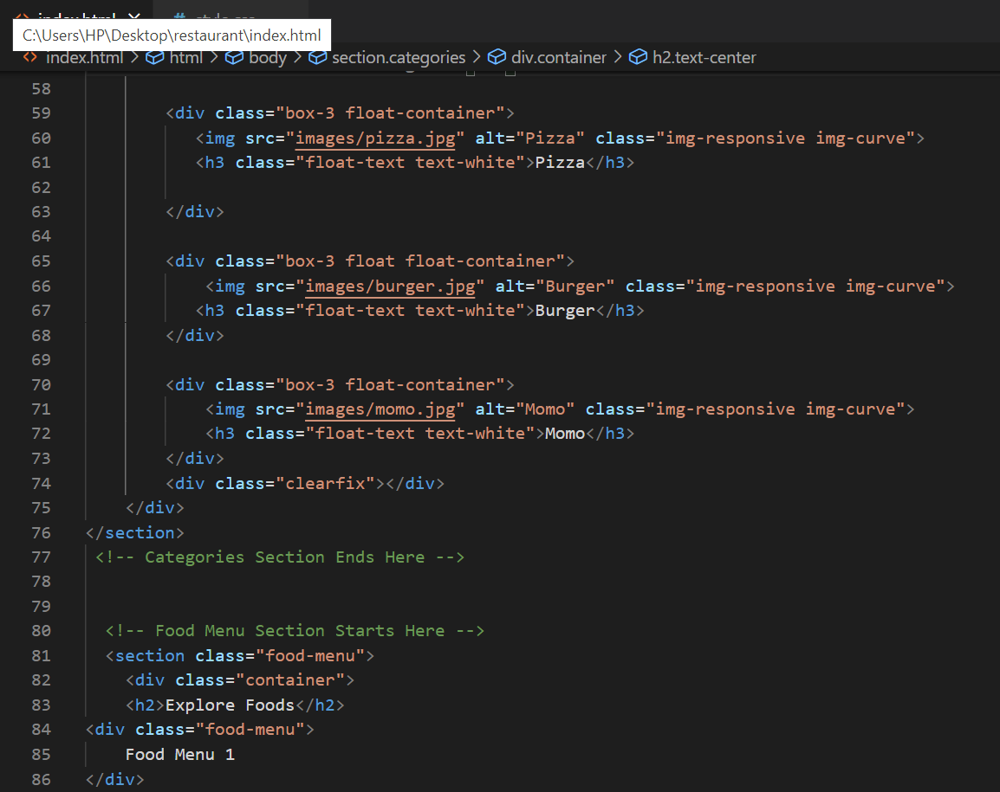 index.html
style.css
C:\Users\HP\Desktop\restaurant\index.html
index.html > html > body > section.categories > div.container > h2.text-center
58
59 <div class="box-3 float-container">
60 <img src="images/pizza.jpg" alt="Pizza" class="img-responsive img-curve">
61 <h3 class="float-text text-white">Pizza</h3>
62
63 </div>
64
65 <div class="box-3 float float-container">
66 <img src="images/burger.jpg" alt="Burger" class="img-responsive img-curve">
67 <h3 class="float-text text-white">Burger</h3>
68 </div>
69
70 <div class="box-3 float-container">
71 <img src="images/momo.jpg" alt="Momo" class="img-responsive img-curve">
72 <h3 class="float-text text-white">Momo</h3>
73 </div>
74 <div class="clearfix"></div>
75 </div>
76 </section>
77 <!-- Categories Section Ends Here -->
78
79
80 <!-- Food Menu Section Starts Here -->
81 <section class="food-menu">
82 <div class="container">
83 <h2>Explore Foods</h2>
84 <div class="food-menu">
85 Food Menu 1
86 </div>